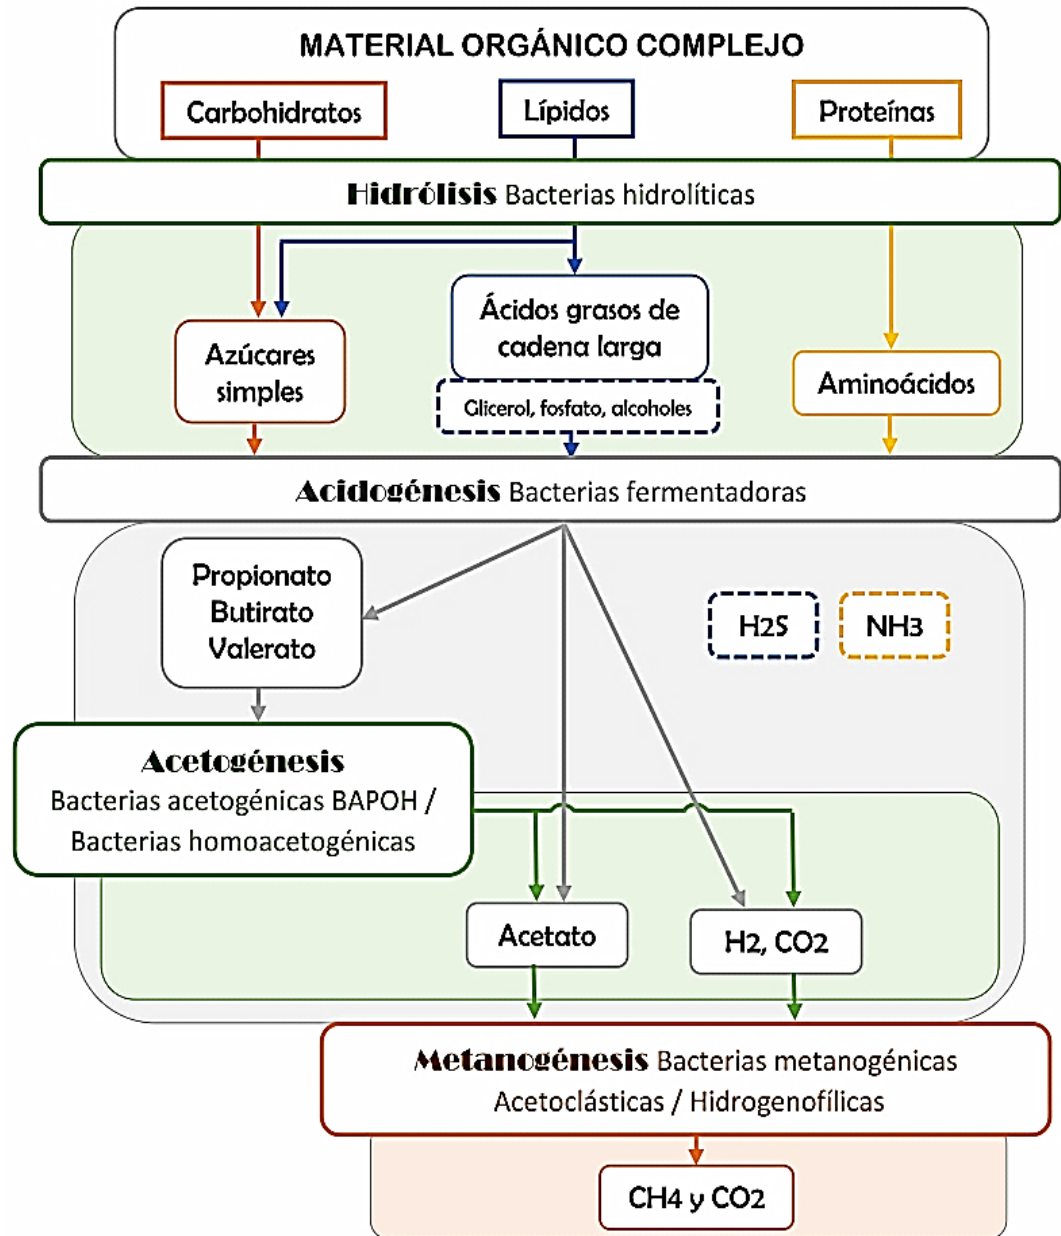 MATERIAL ORGÁNICO COMPLEJO
Carbohidratos
Lípidos
Proteínas
Hidrólisis Bacterias hidrolíticas
Azúcares
simples
Ácidos grasos de
cadena larga
Glicerol, fosfato, alcoholes
Aminoácidos
Acidogénesis Bacterias fermentadoras
Propionato
Butirato
Valerato
H2S
NH3
Acetogénesis
Bacterias acetogénicas BAPOH /
Bacterias homoacetogénicas
Acetato
H2, CO2
Metanogénesis Bacterias metanogénicas
Acetoclásticas / Hidrogenofílicas
CH4 y CO2